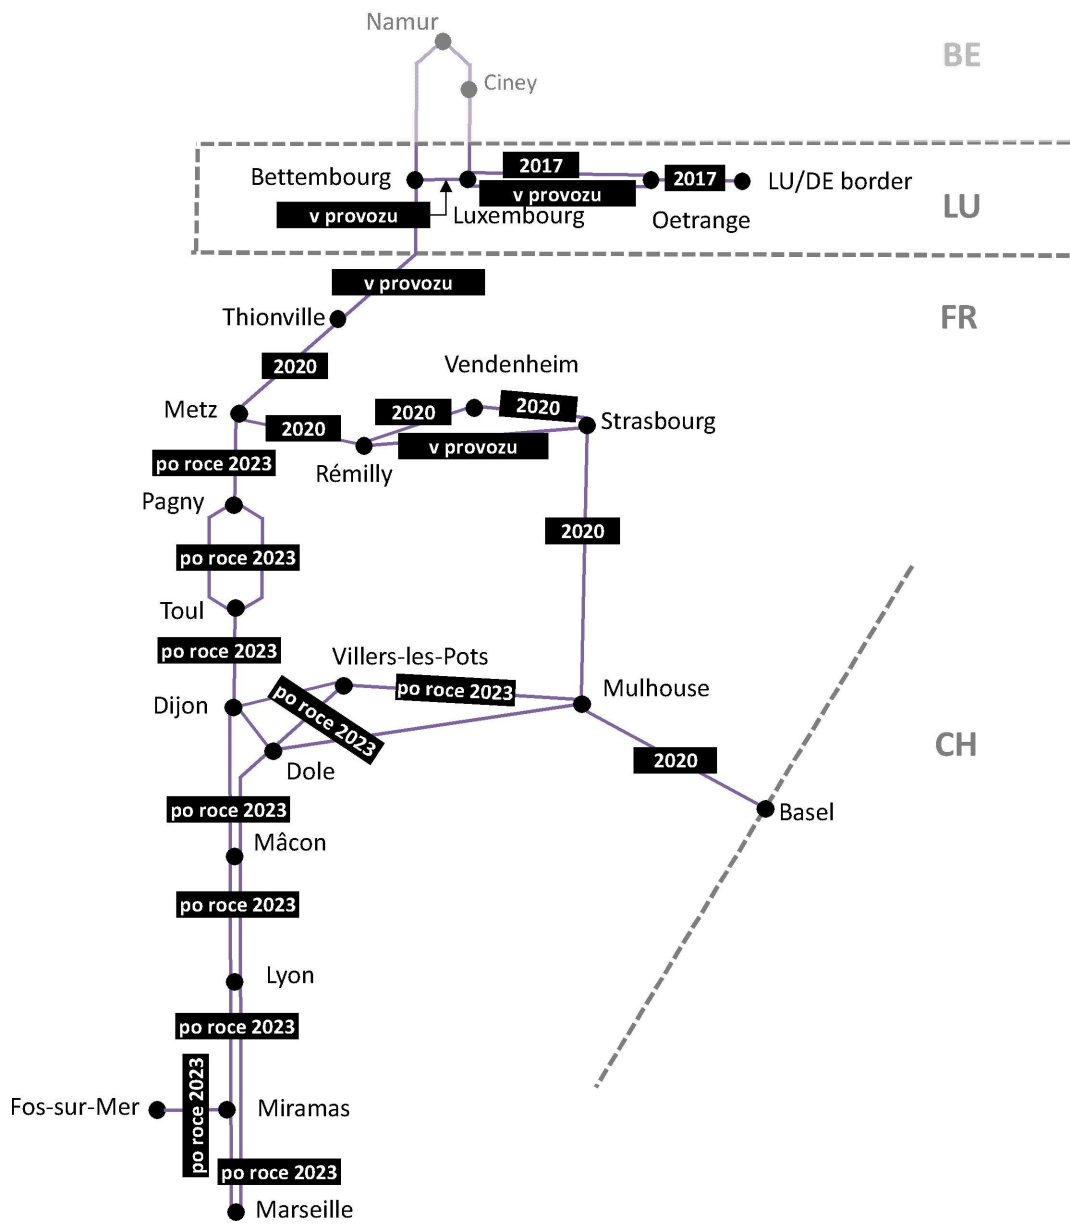 Namur
BE
Ciney
Bettembourg
2017
2017
LU/DE border
v provozu
v provozu
Luxembourg
Oetrange
LU
v provozu
Thionville
FR
2020
Vendenheim
Metz
2020
2020
2020
Strasbourg
v provozu
Rémilly
po roce 2023
Pagny
2020
po roce 2023
Toul
po roce 2023
Villers-les-Pots
po roce 2023
Mulhouse
Dijon
po roce 2023
CH
2020
Dole
po roce 2023
Basel
Mâcon
po roce 2023
Lyon
po roce 2023
Fos-sur-Mer
po roce 2023
Miramas
po roce 2023
Marseille